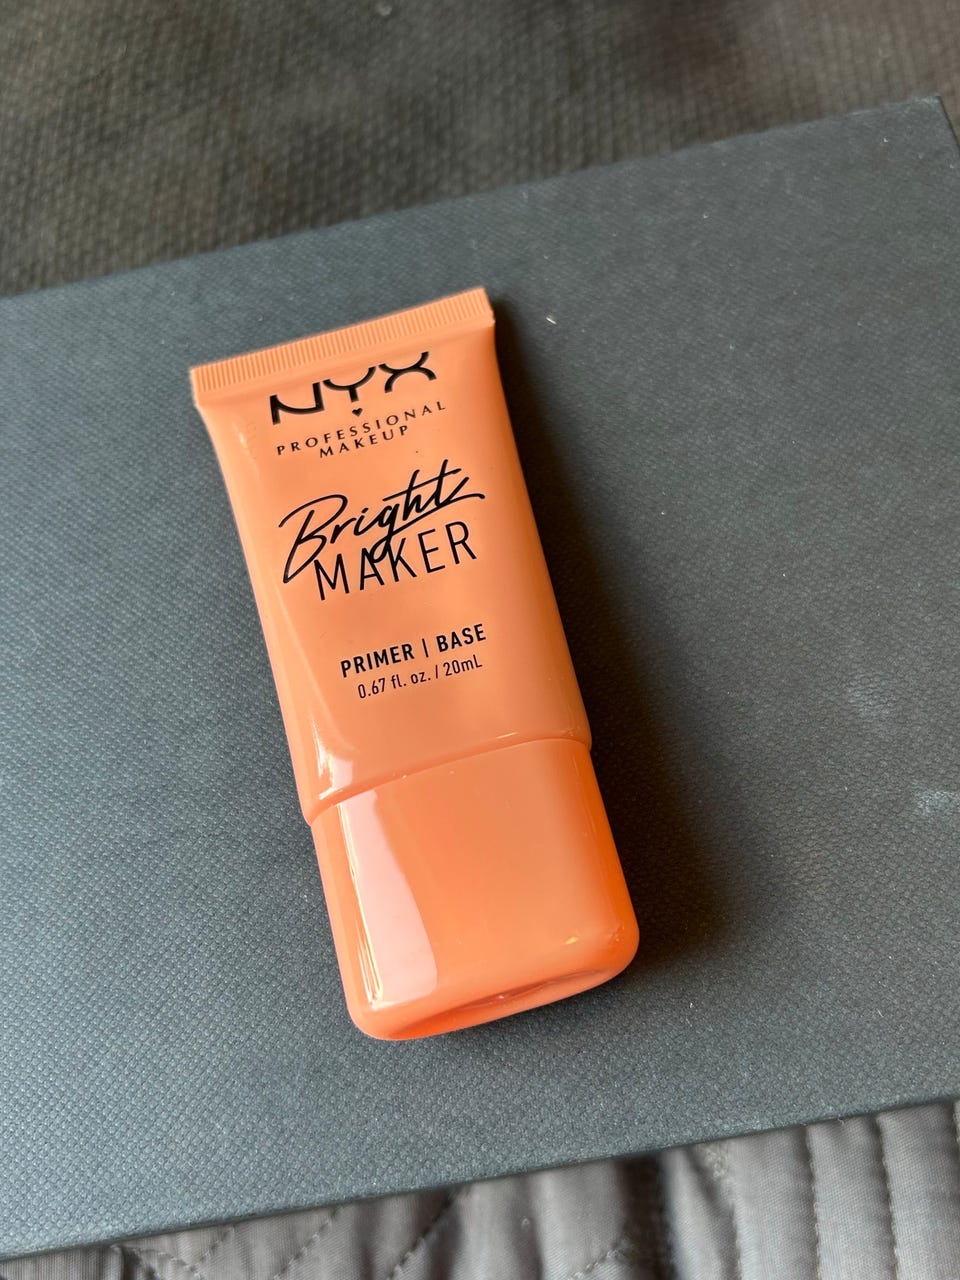 NYX
PROFESSIONAL
MAKEUP
Bright
MAKER
PRIMER | BASE
0.67 fl. oz. / 20mL